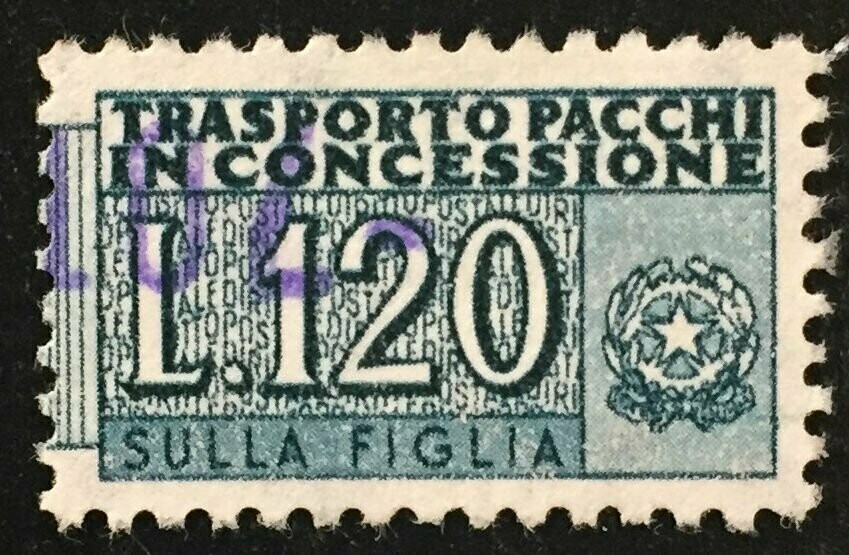 TRASPORTO PACCHI
IN CONCESSIONE
L.120
SULLA FIGLIA